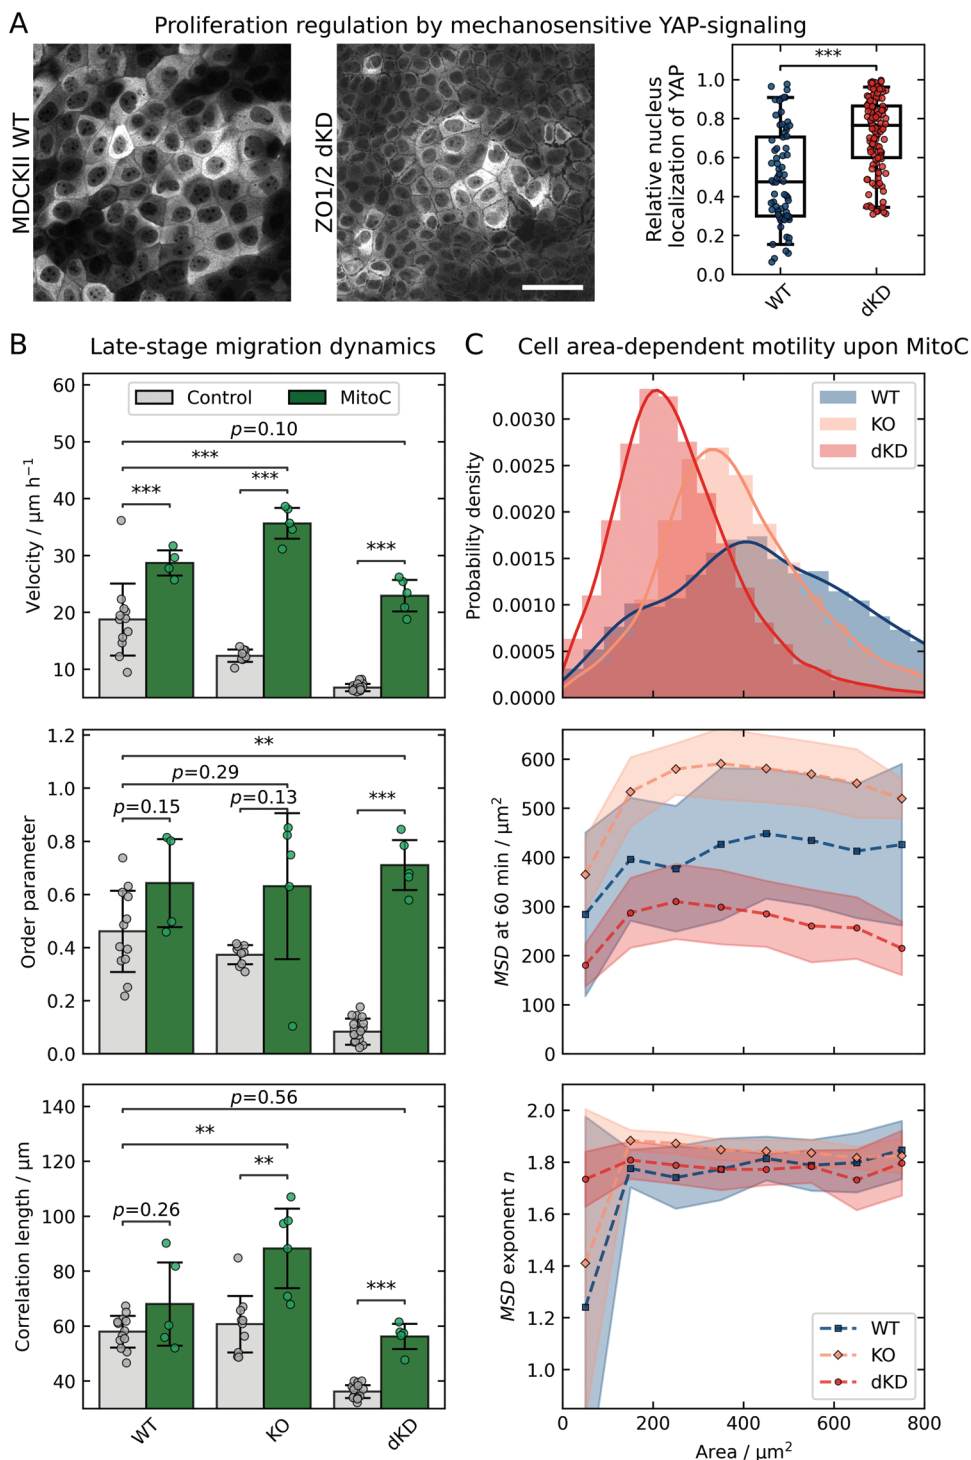 A
Proliferation regulation by mechanosensitive YAP-signaling
MDCKII WT
ZO1/2 dKD
Relative nucleus
localization of YAP
1.0
0.8
0.6
0.4
0.2
0.0
***
WT
dKD
B
Late-stage migration dynamics
Control
MitoC
Velocity / µm h⁻¹
60
50
40
30
20
10
p=0.10
***
***
***
***
Order parameter
1.2
1.0
0.8
0.6
0.4
0.2
0.0
**
p=0.29
p=0.15
p=0.13
***
Correlation length / µm
140
120
100
80
60
40
p=0.56
**
**
p=0.26
***
WT
KO
dKD
C
Cell area-dependent motility upon MitoC
Probability density
0.0030
0.0025
0.0020
0.0015
0.0010
0.0005
0.0000
WT
KO
dKD
MSD at 60 min / µm²
600
500
400
300
200
100
0
MSD exponent n
2.0
1.8
1.6
1.4
1.2
1.0
WT
KO
dKD
0
200
400
600
800
Area / µm²